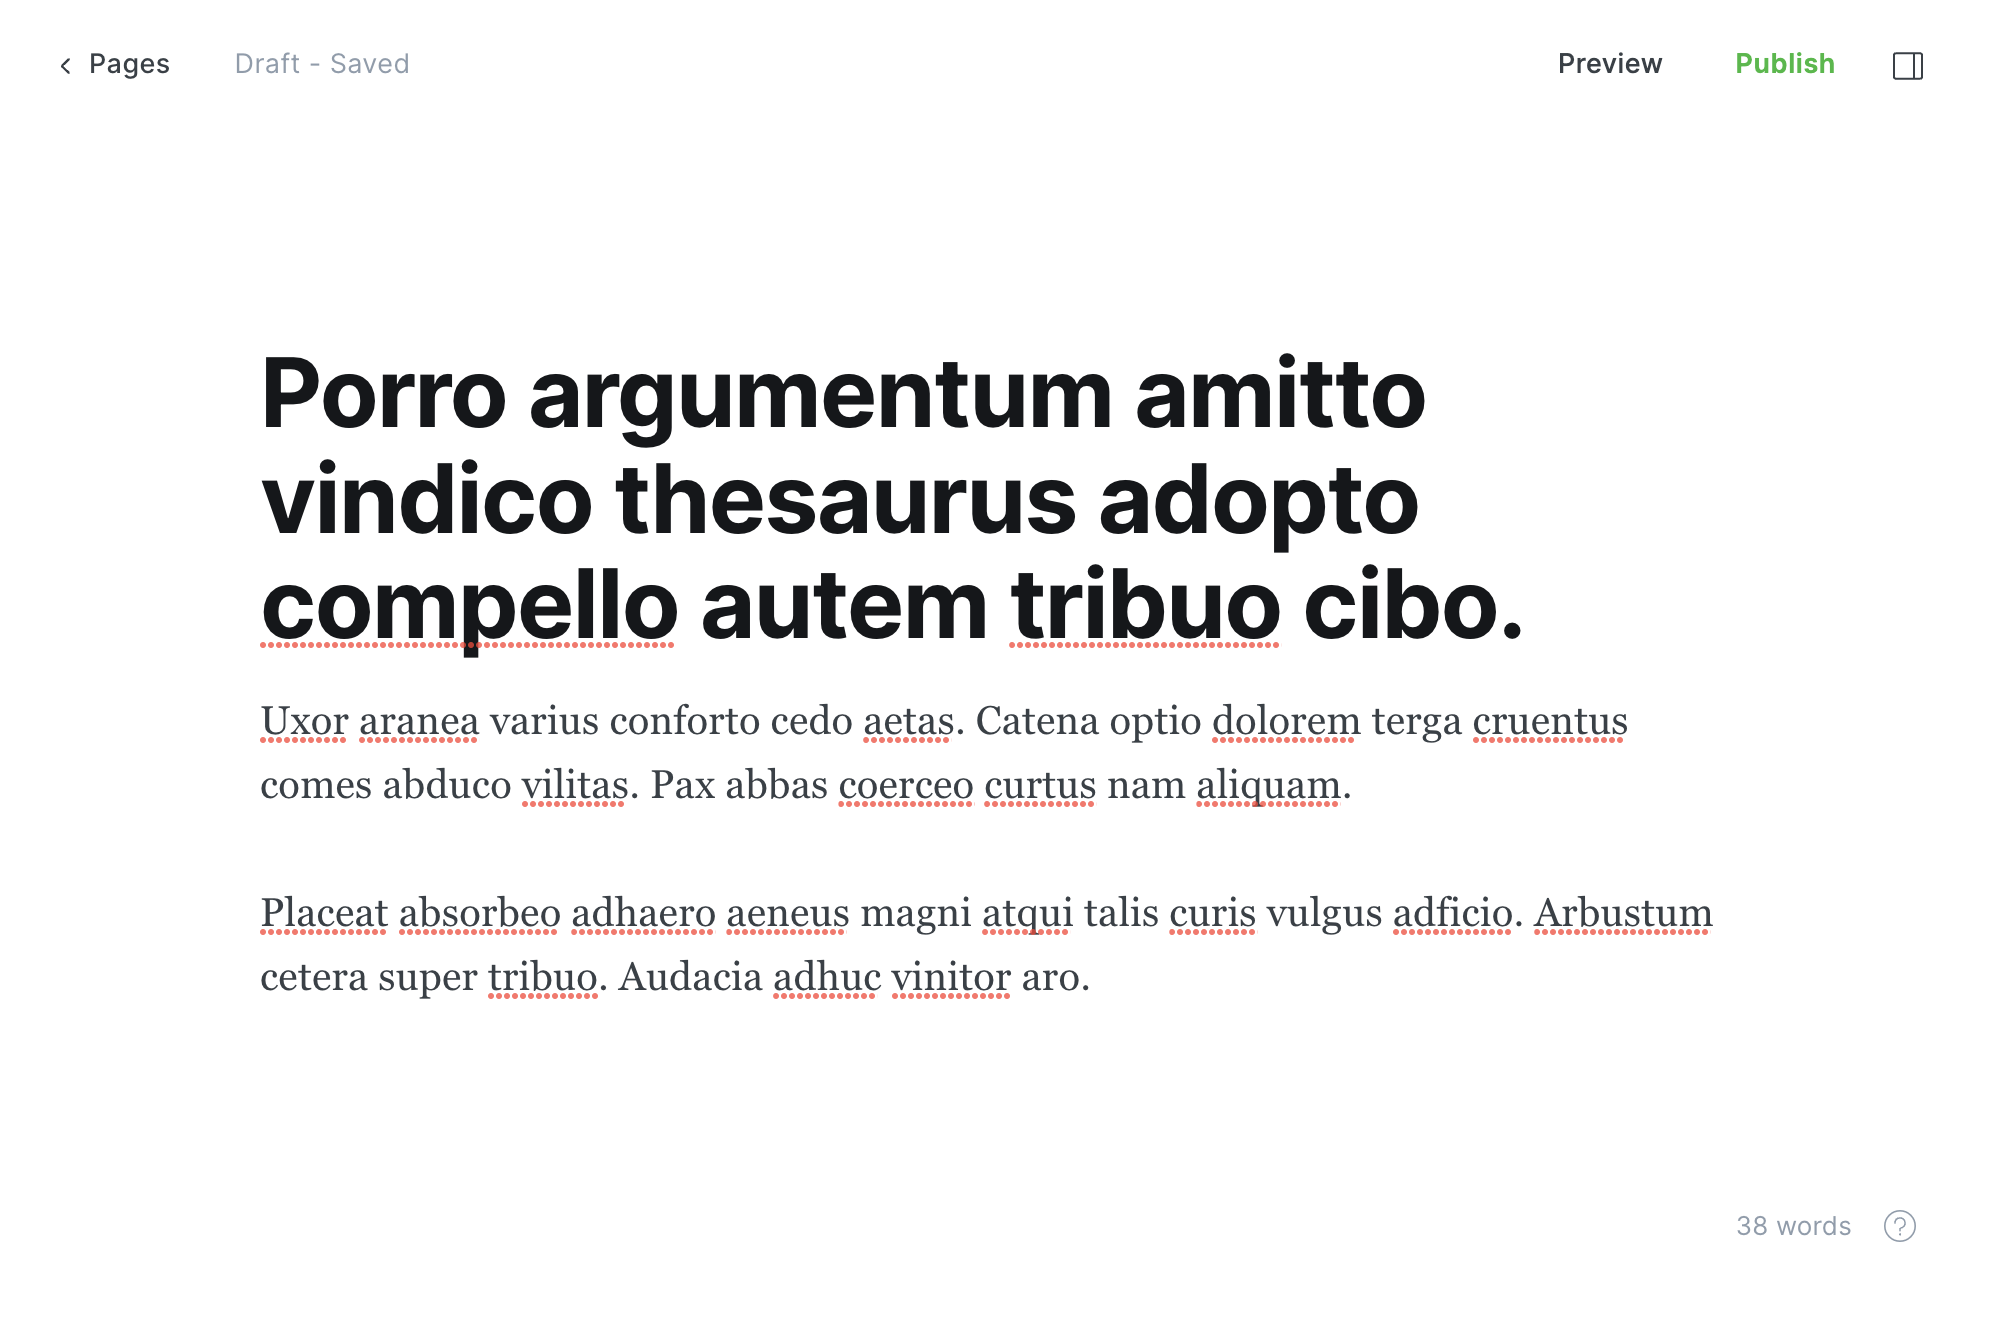 Pages
Draft - Saved
Preview
Publish
Porro argumentum amitto
vindico thesaurus adopto
compello autem tribuo cibo.
Uxor aranea varius conforto cedo aetas. Catena optio dolorem terga cruentus
comes abduco vilitas. Pax abbas coerceo curtus nam aliquam.
Placeat absorbeo adhaero aeneus magni atqui talis curis vulgus adficio. Arbustum
cetera super tribuo. Audacia adhuc vinitor aro.
38 words
?